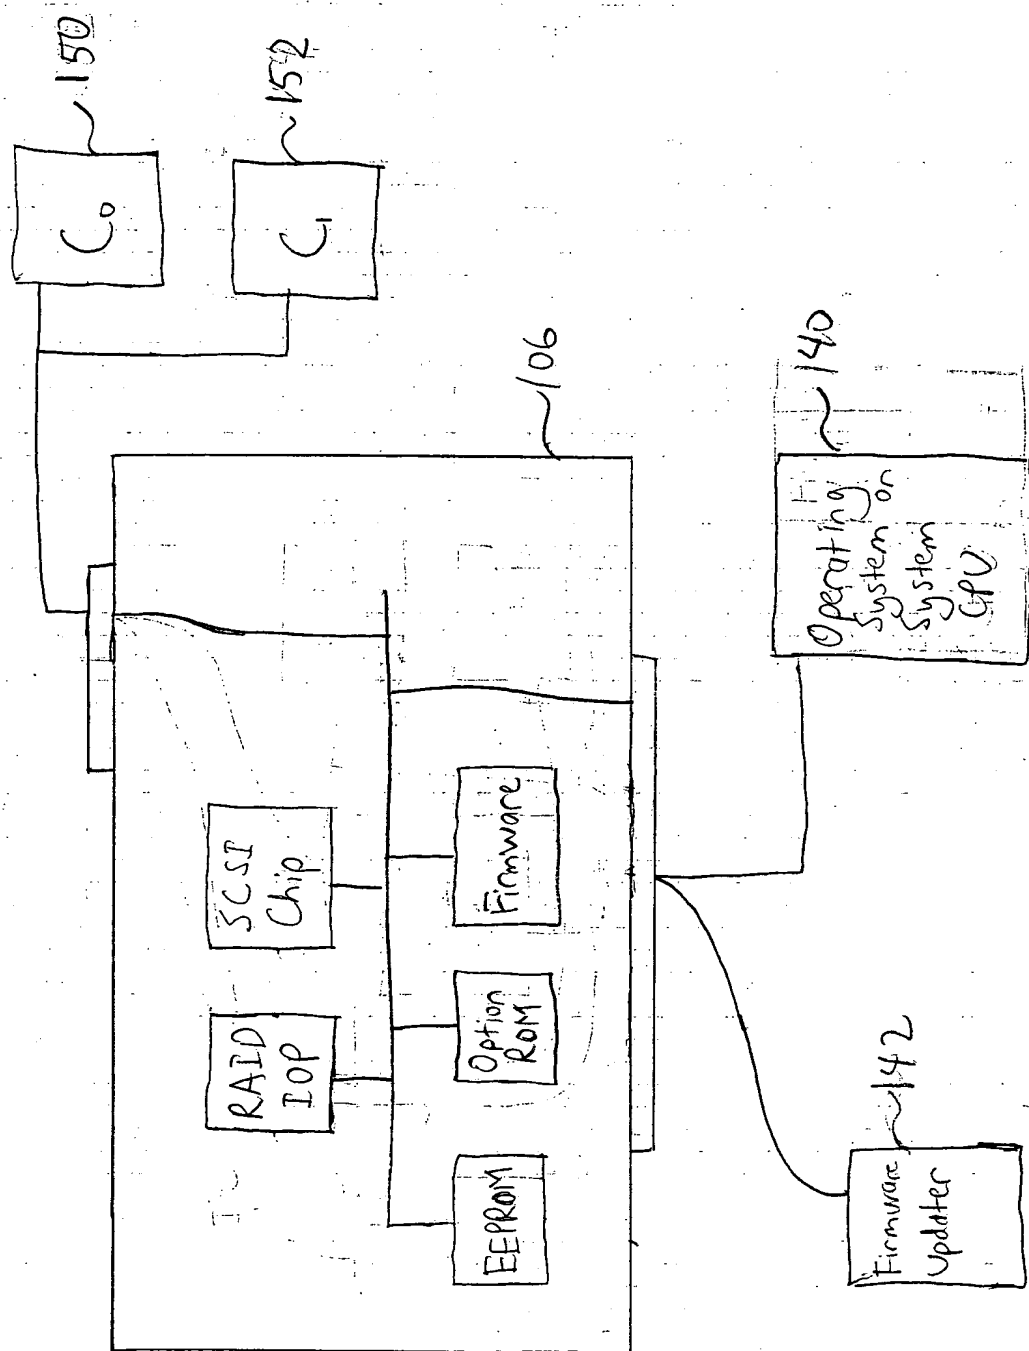 150
C₀
152
C₁
RAID
IOP
SCSI
Chip
EEPROM
Option
ROM
Firmware
106
Operating
System on
System
CPU
140
Firmware
Updater
142